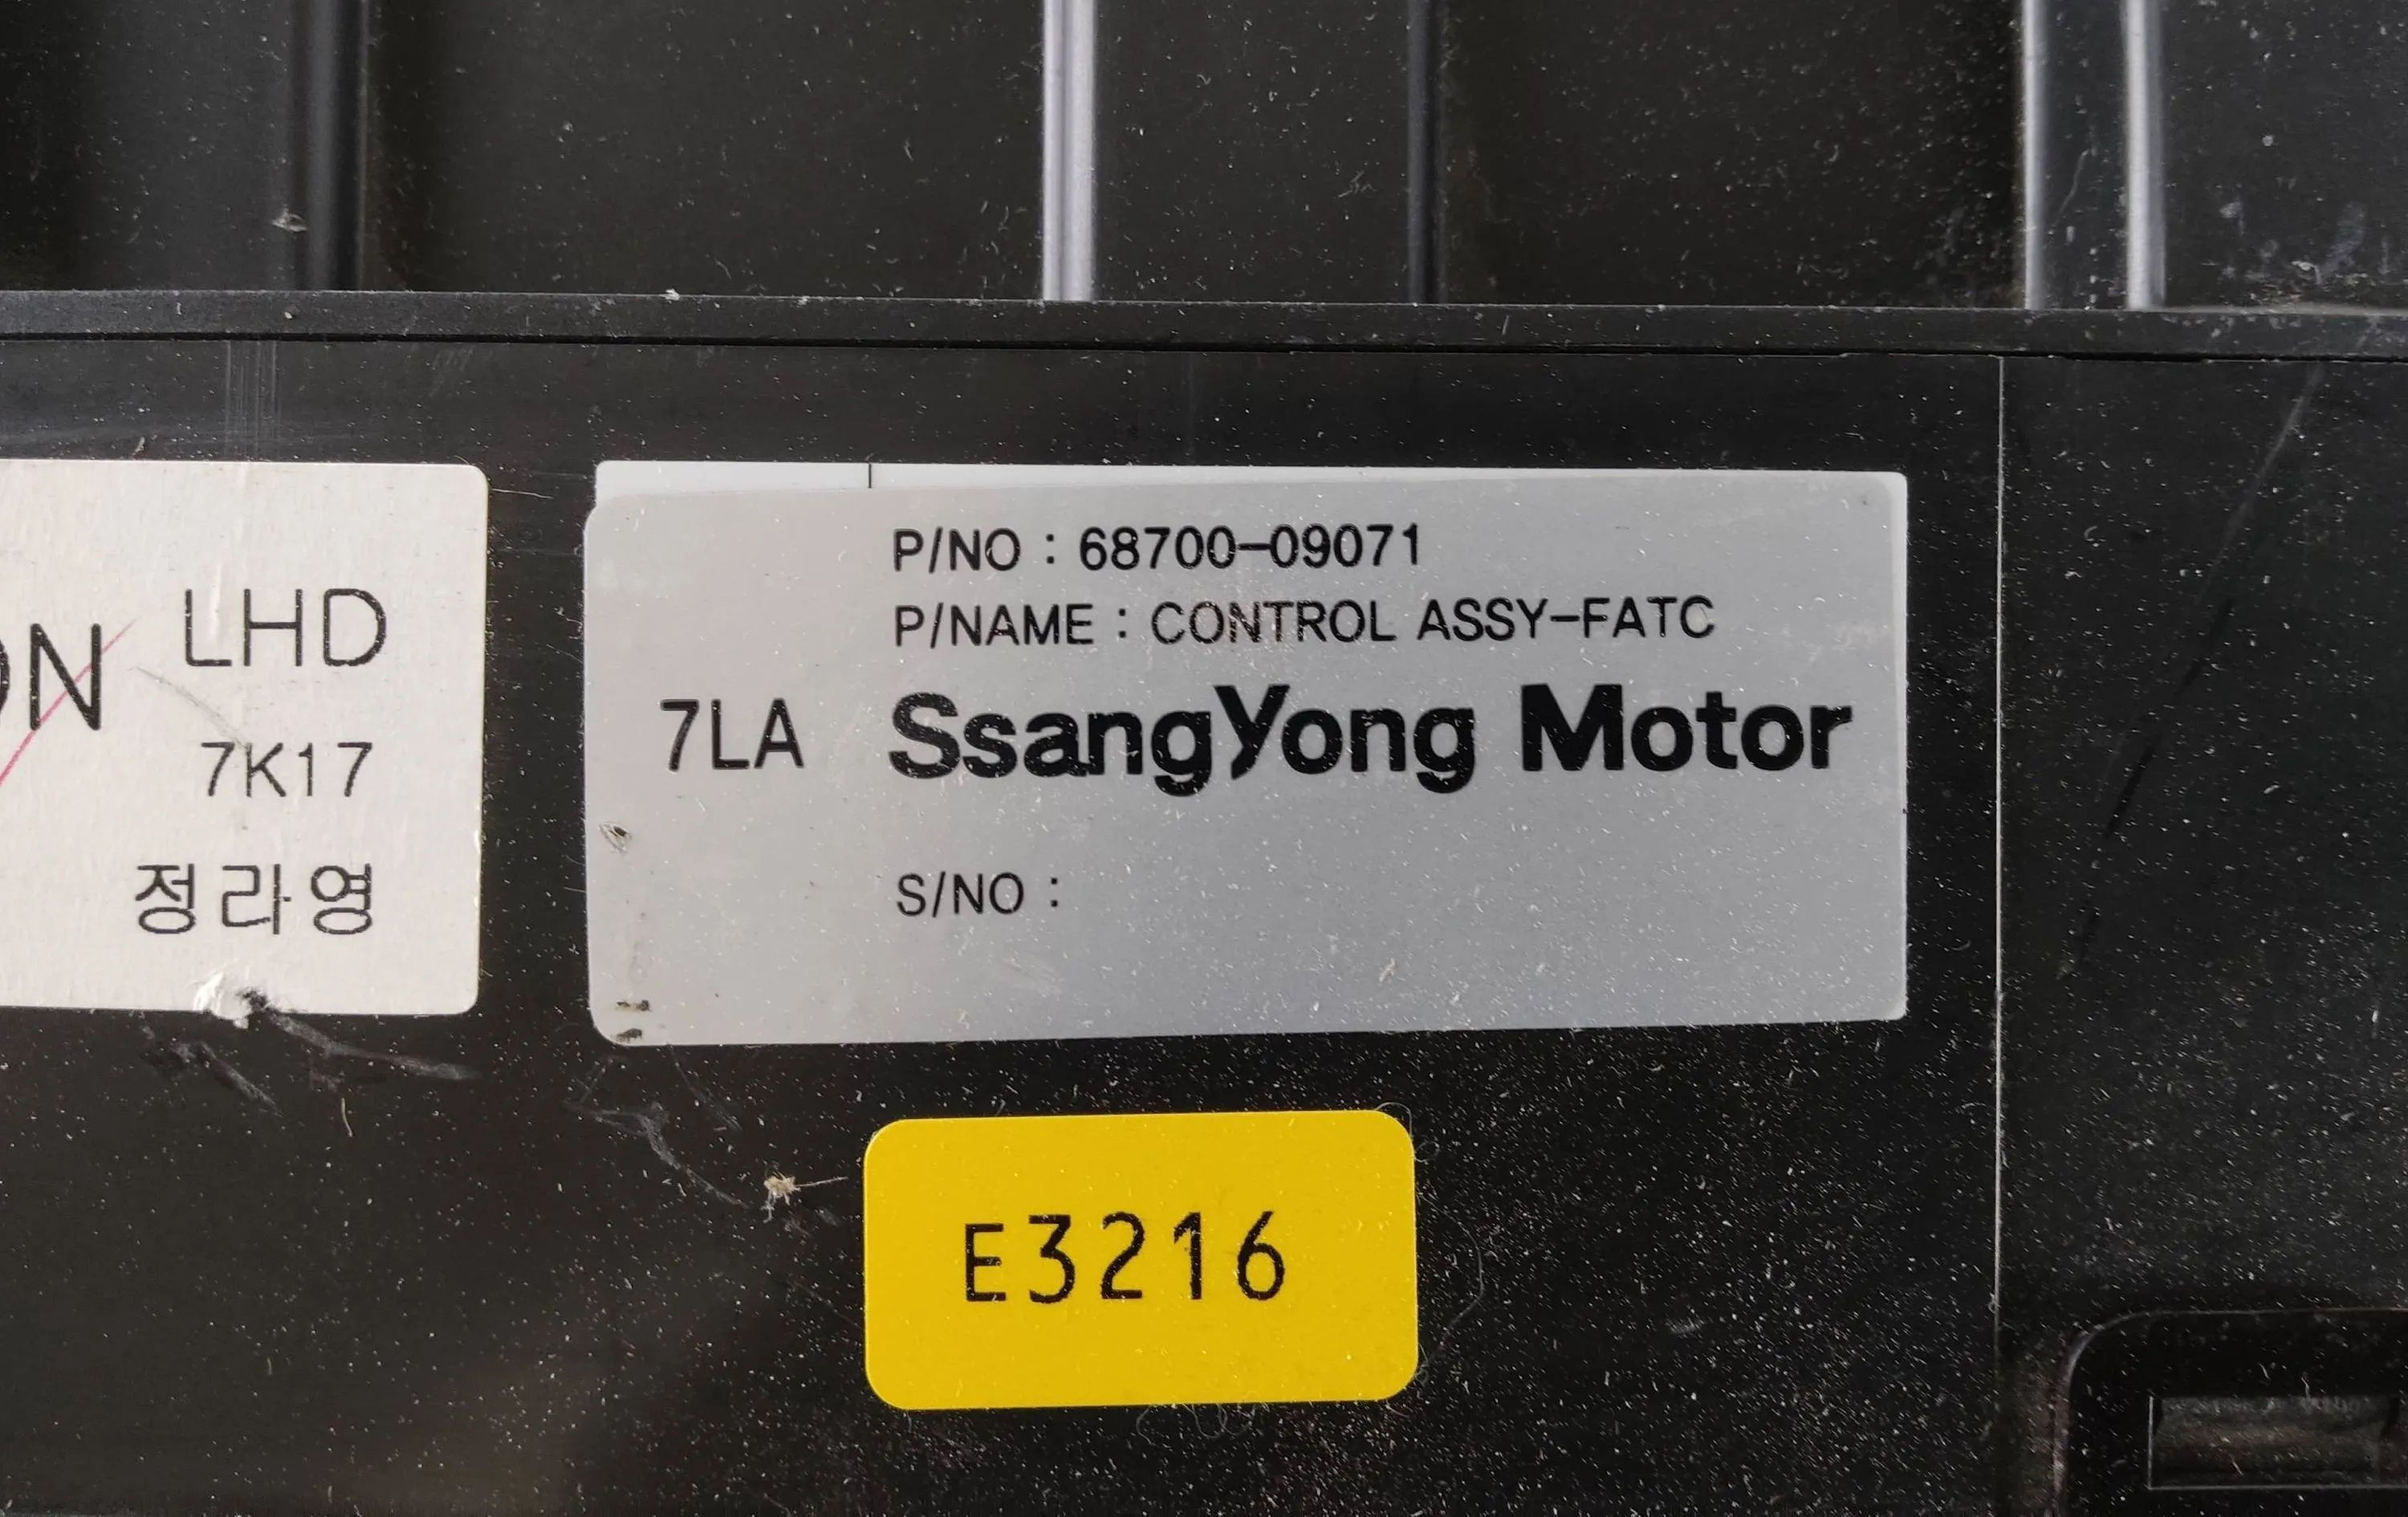 LHD
7K17
정라영
P/NO : 68700-09071
P/NAME : CONTROL ASSY-FATC
7LA SsangYong Motor
S/NO :
E3216